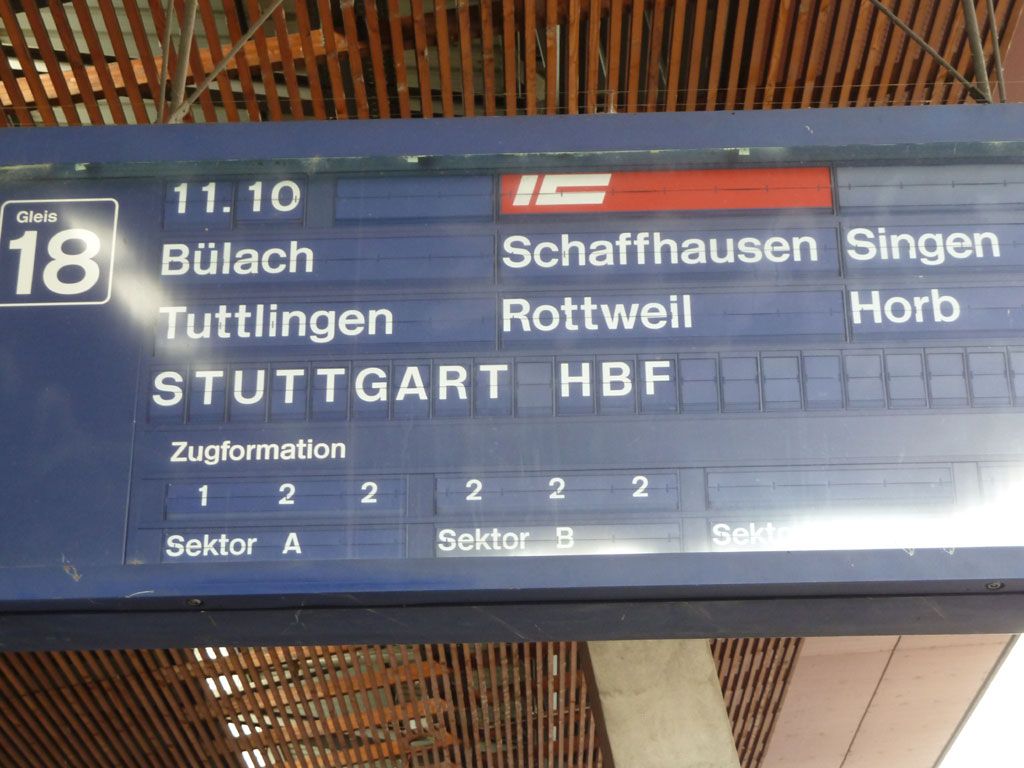 11.10 IC
Gleis
18
Bülach Schaffhausen Singen
Tuttlingen Rottweil Horb
STUTTGART HBF
Zugformation
1 2 2 2 2 2
Sektor A Sektor B